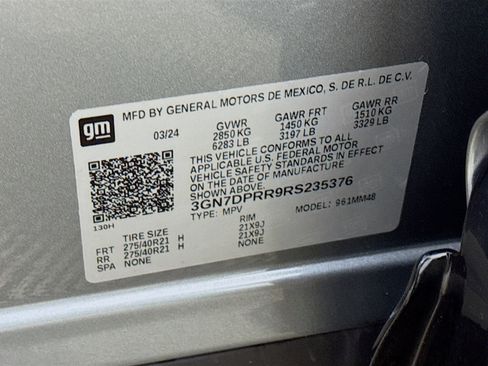 gm
MFD BY GENERAL MOTORS DE MEXICO, S. DE R.L. DE C.V.
03/24 GVWR GAWR FRT GAWR RR
2850 KG 1450 KG 1510 KG
6283 LB 3197 LB 3329 LB
THIS VEHICLE CONFORMS TO ALL
APPLICABLE U.S. FEDERAL MOTOR
VEHICLE SAFETY STANDARDS IN EFFECT
ON THE DATE OF MANUFACTURE
3GN7DPRR9RS235376
130H TYPE: MPV MODEL: 961MM48
TIRE SIZE RIM
FRT 275/40R21 H 21X9J
RR 275/40R21 H 21X9J
SPA NONE NONE